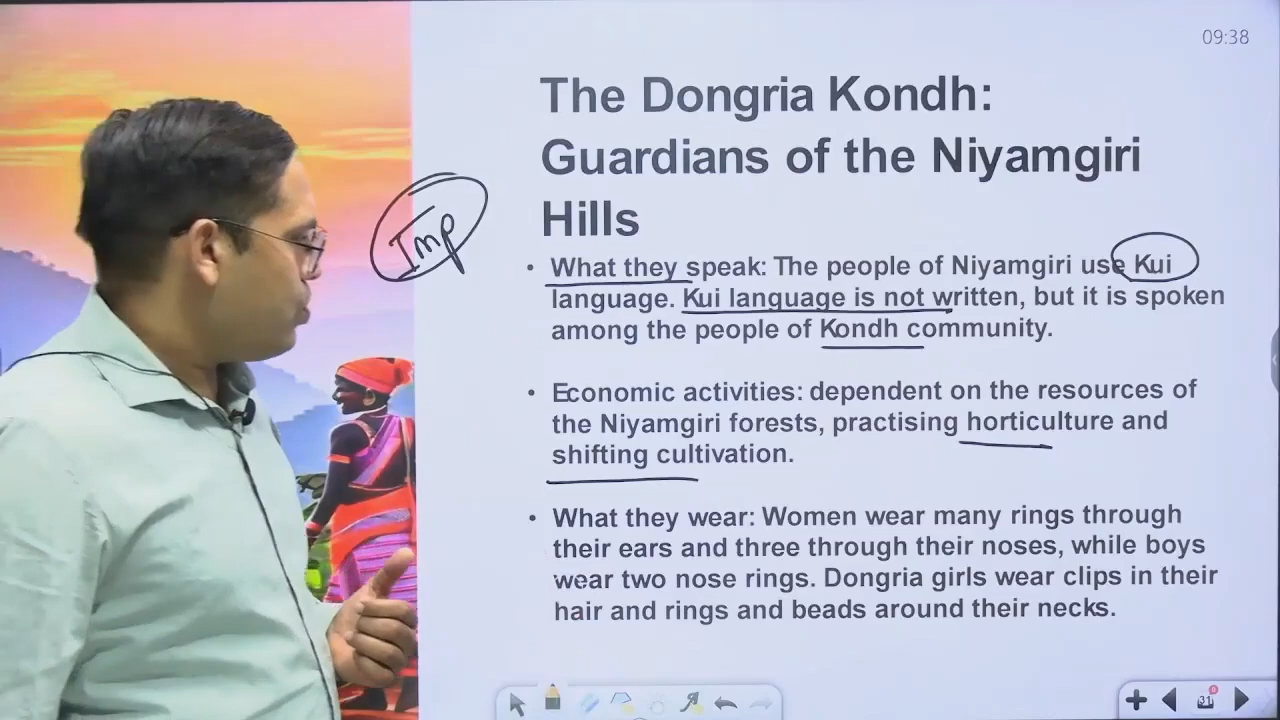 09:38
The Dongria Kondh:
Guardians of the Niyamgiri
Hills
Imp
• What they speak: The people of Niyamgiri use Kui
language. Kui language is not written, but it is spoken
among the people of Kondh community.
• Economic activities: dependent on the resources of
the Niyamgiri forests, practising horticulture and
shifting cultivation.
• What they wear: Women wear many rings through
their ears and three through their noses, while boys
wear two nose rings. Dongria girls wear clips in their
hair and rings and beads around their necks.
31